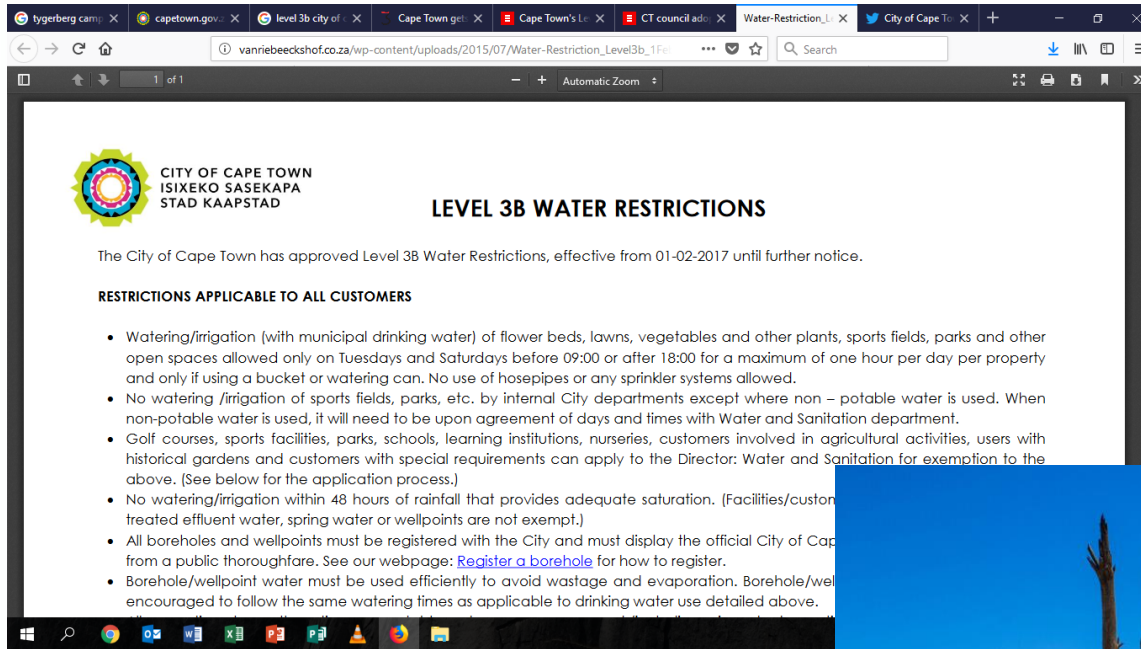 tygerberg camp
capetown.gov.
level 3b city of c
Cape Town get
Cape Town's Le
CT council ado
Water-Restriction_L
City of Cape To
vanriebeeckshof.co.za/wp-content/uploads/2015/07/Water-Restriction_Level3b_1Fe
Search
1 of 1
Automatic Zoom
CITY OF CAPE TOWN
ISIXEKO SASEKAPA
STAD KAAPSTAD
LEVEL 3B WATER RESTRICTIONS
The City of Cape Town has approved Level 3B Water Restrictions, effective from 01-02-2017 until further notice.
RESTRICTIONS APPLICABLE TO ALL CUSTOMERS
• Watering/irrigation (with municipal drinking water) of flower beds, lawns, vegetables and other plants, sports fields, parks and other
open spaces allowed only on Tuesdays and Saturdays before 09:00 or after 18:00 for a maximum of one hour per day per property
and only if using a bucket or watering can. No use of hosepipes or any sprinkler systems allowed.
• No watering /irrigation of sports fields, parks, etc. by internal City departments except where non – potable water is used. When
non-potable water is used, it will need to be upon agreement of days and times with Water and Sanitation department.
• Golf courses, sports facilities, parks, schools, learning institutions, nurseries, customers involved in agricultural activities, users with
historical gardens and customers with special requirements can apply to the Director: Water and Sanitation for exemption to the
above. (See below for the application process.)
• No watering/irrigation within 48 hours of rainfall that provides adequate saturation. (Facilities/custom
treated effluent water, spring water or wellpoints are not exempt.)
• All boreholes and wellpoints must be registered with the City and must display the official City of Cap
from a public thoroughfare. See our webpage: Register a borehole for how to register.
• Borehole/wellpoint water must be used efficiently to avoid wastage and evaporation. Borehole/wel
encouraged to follow the same watering times as applicable to drinking water use detailed above.